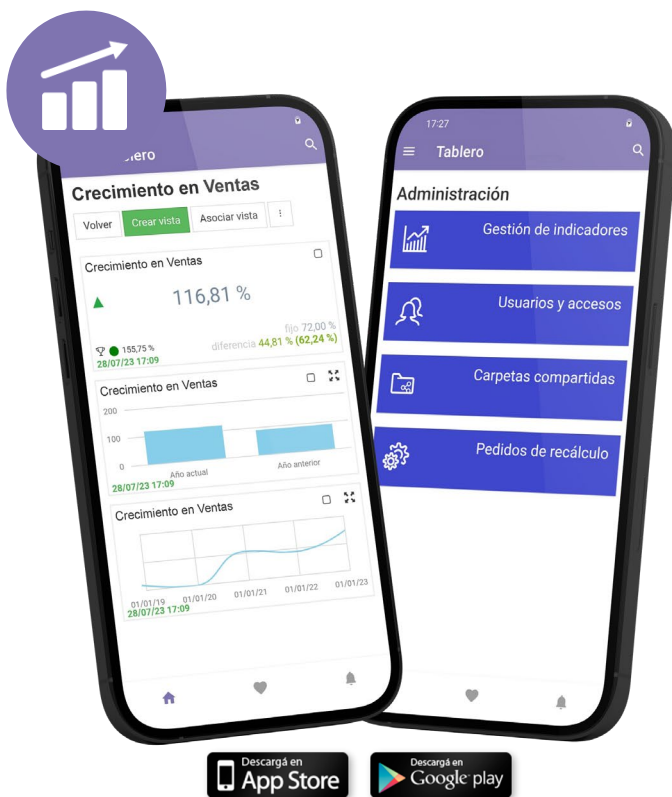 Crecimiento en Ventas
Volver
Crear vista
Asociar vista
Crecimiento en Ventas
116,81 %
fijo 72,00 %
155,75 %
diferencia 44,81 % (62,24 %)
28/07/23 17:09
Crecimiento en Ventas
200
100
0
Año actual
Año anterior
28/07/23 17:09
Crecimiento en Ventas
01/01/19
01/01/20
01/01/21
01/01/22
01/01/23
28/07/23 17:09
17:27
Tablero
Administración
Gestión de indicadores
Usuarios y accesos
Carpetas compartidas
Pedidos de recálculo
Descargá en
App Store
Descargá en
Google play